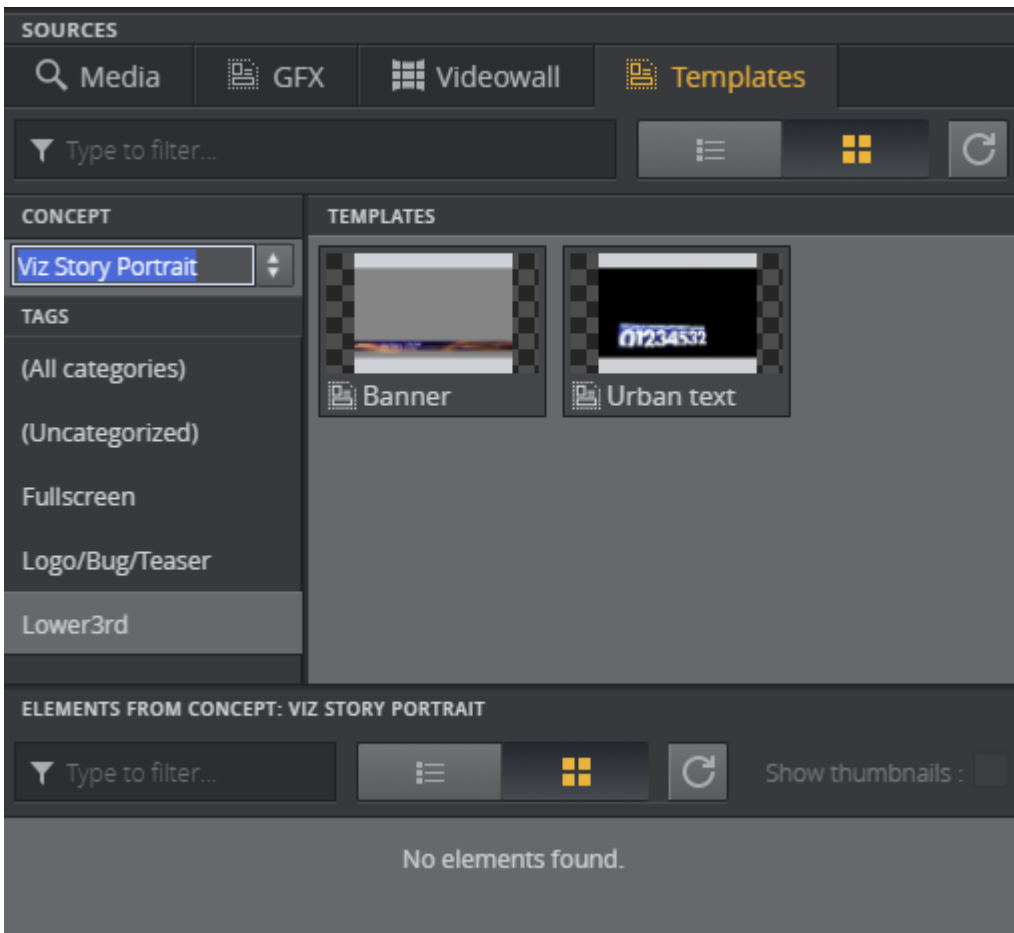 SOURCES
Media GFX Videowall Templates
Type to filter...
CONCEPT
TEMPLATES
Viz Story Portrait
TAGS
(All categories)
(Uncategorized)
Fullscreen
Logo/Bug/Teaser
Lower3rd
01234532
Banner
Urban text
ELEMENTS FROM CONCEPT: VIZ STORY PORTRAIT
Type to filter...
Show thumbnails :
No elements found.